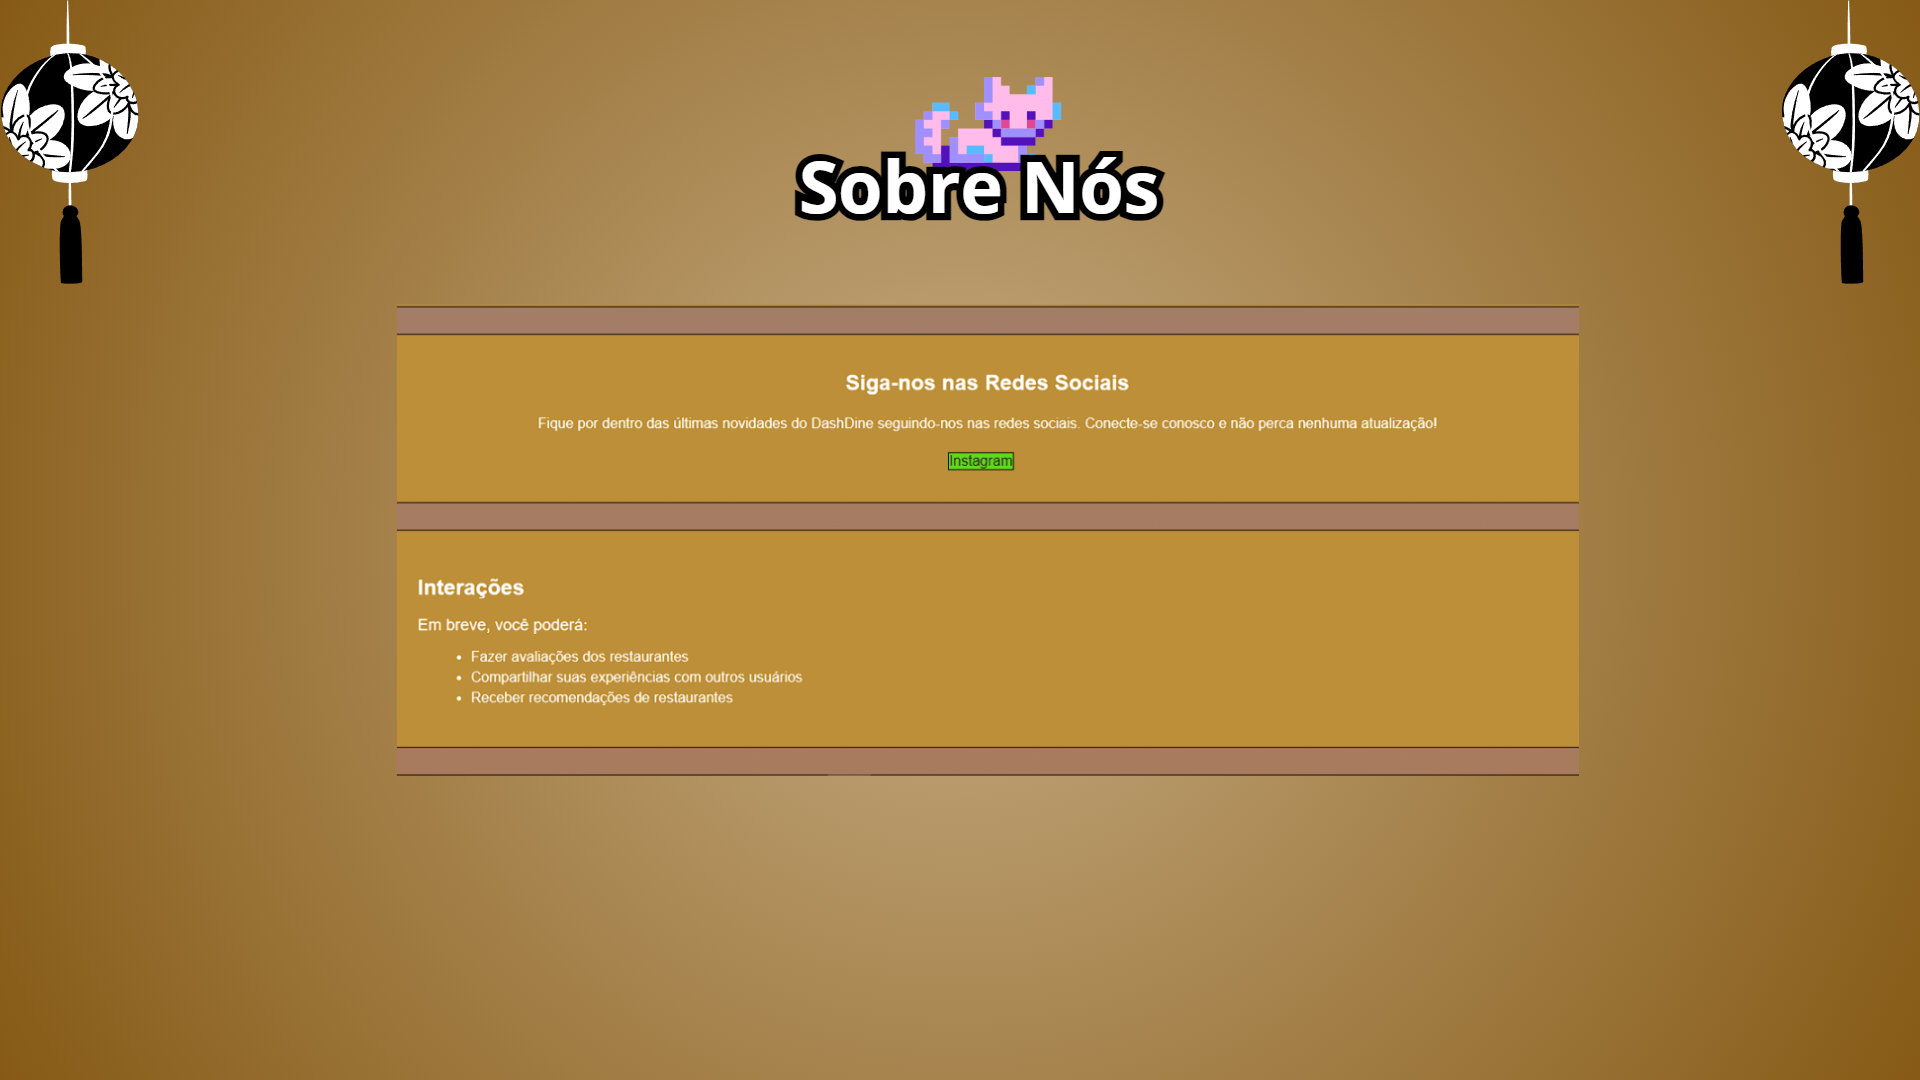 Sobre Nós
Siga-nos nas Redes Sociais
Fique por dentro das últimas novidades do DashDine seguindo-nos nas redes sociais. Conecte-se conosco e não perca nenhuma atualização!
Instagram
Interações
Em breve, você poderá:
• Fazer avaliações dos restaurantes
• Compartilhar suas experiências com outros usuários
• Receber recomendações de restaurantes